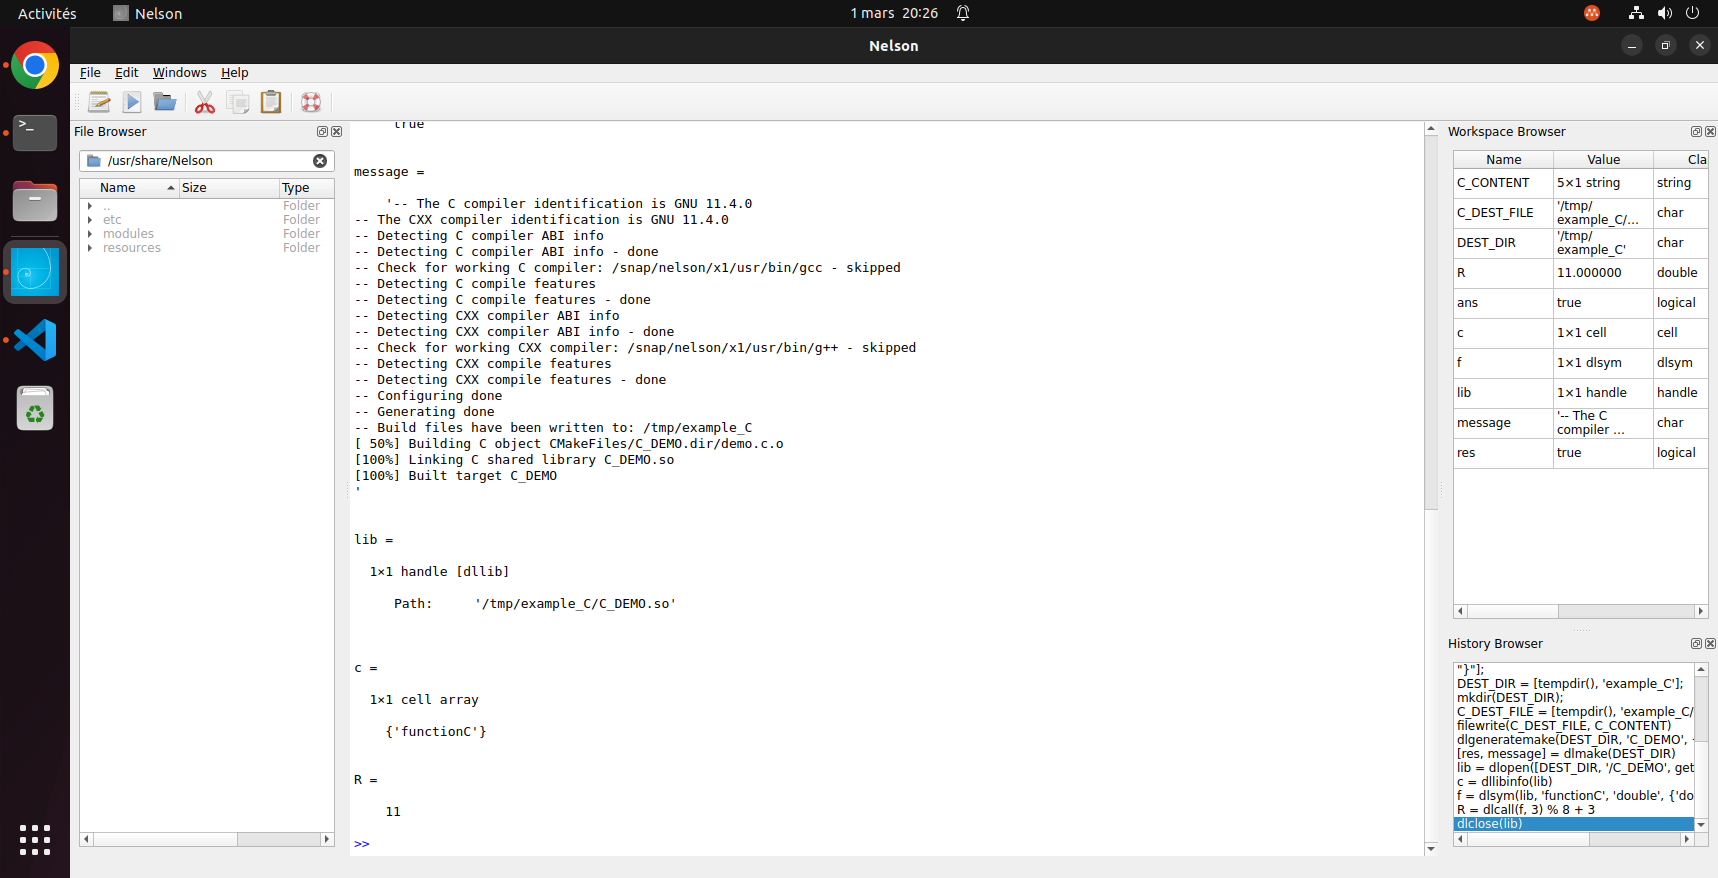 Activités
Nelson
1 mars 20:26
Nelson
File Edit Windows Help
File Browser
/usr/share/Nelson
Name Size Type
.. Folder
etc Folder
modules Folder
resources Folder
>_
true
message =
'-- The C compiler identification is GNU 11.4.0
-- The CXX compiler identification is GNU 11.4.0
-- Detecting C compiler ABI info
-- Detecting C compiler ABI info - done
-- Check for working C compiler: /snap/nelson/x1/usr/bin/gcc - skipped
-- Detecting C compile features
-- Detecting C compile features - done
-- Detecting CXX compiler ABI info
-- Detecting CXX compiler ABI info - done
-- Check for working CXX compiler: /snap/nelson/x1/usr/bin/g++ - skipped
-- Detecting CXX compile features
-- Detecting CXX compile features - done
-- Configuring done
-- Generating done
-- Build files have been written to: /tmp/example_C
[ 50%] Building C object CMakeFiles/C_DEMO.dir/demo.c.o
[100%] Linking C shared library C_DEMO.so
[100%] Built target C_DEMO
'
lib =
1×1 handle [dllib]
Path: '/tmp/example_C/C_DEMO.so'
c =
1×1 cell array
{'functionC'}
R =
11
>>
Workspace Browser
Name Value Cla
C_CONTENT 5×1 string string
C_DEST_FILE '/tmp/example_C/... char
DEST_DIR '/tmp/example_C' char
R 11.000000 double
ans true logical
c 1×1 cell cell
f 1×1 dlsym dlsym
lib 1×1 handle handle
message '-- The C compiler ... char
res true logical
History Browser
"}"];
DEST_DIR = [tempdir(), 'example_C'];
mkdir(DEST_DIR);
C_DEST_FILE = [tempdir(), 'example_C/
filewrite(C_DEST_FILE, C_CONTENT)
dlgeneratemake(DEST_DIR, 'C_DEMO',
[res, message] = dlmake(DEST_DIR)
lib = dlopen([DEST_DIR, '/C_DEMO', get
c = dllibinfo(lib)
f = dlsym(lib, 'functionC', 'double', {'do
R = dlcall(f, 3) % 8 + 3
dlclose(lib)